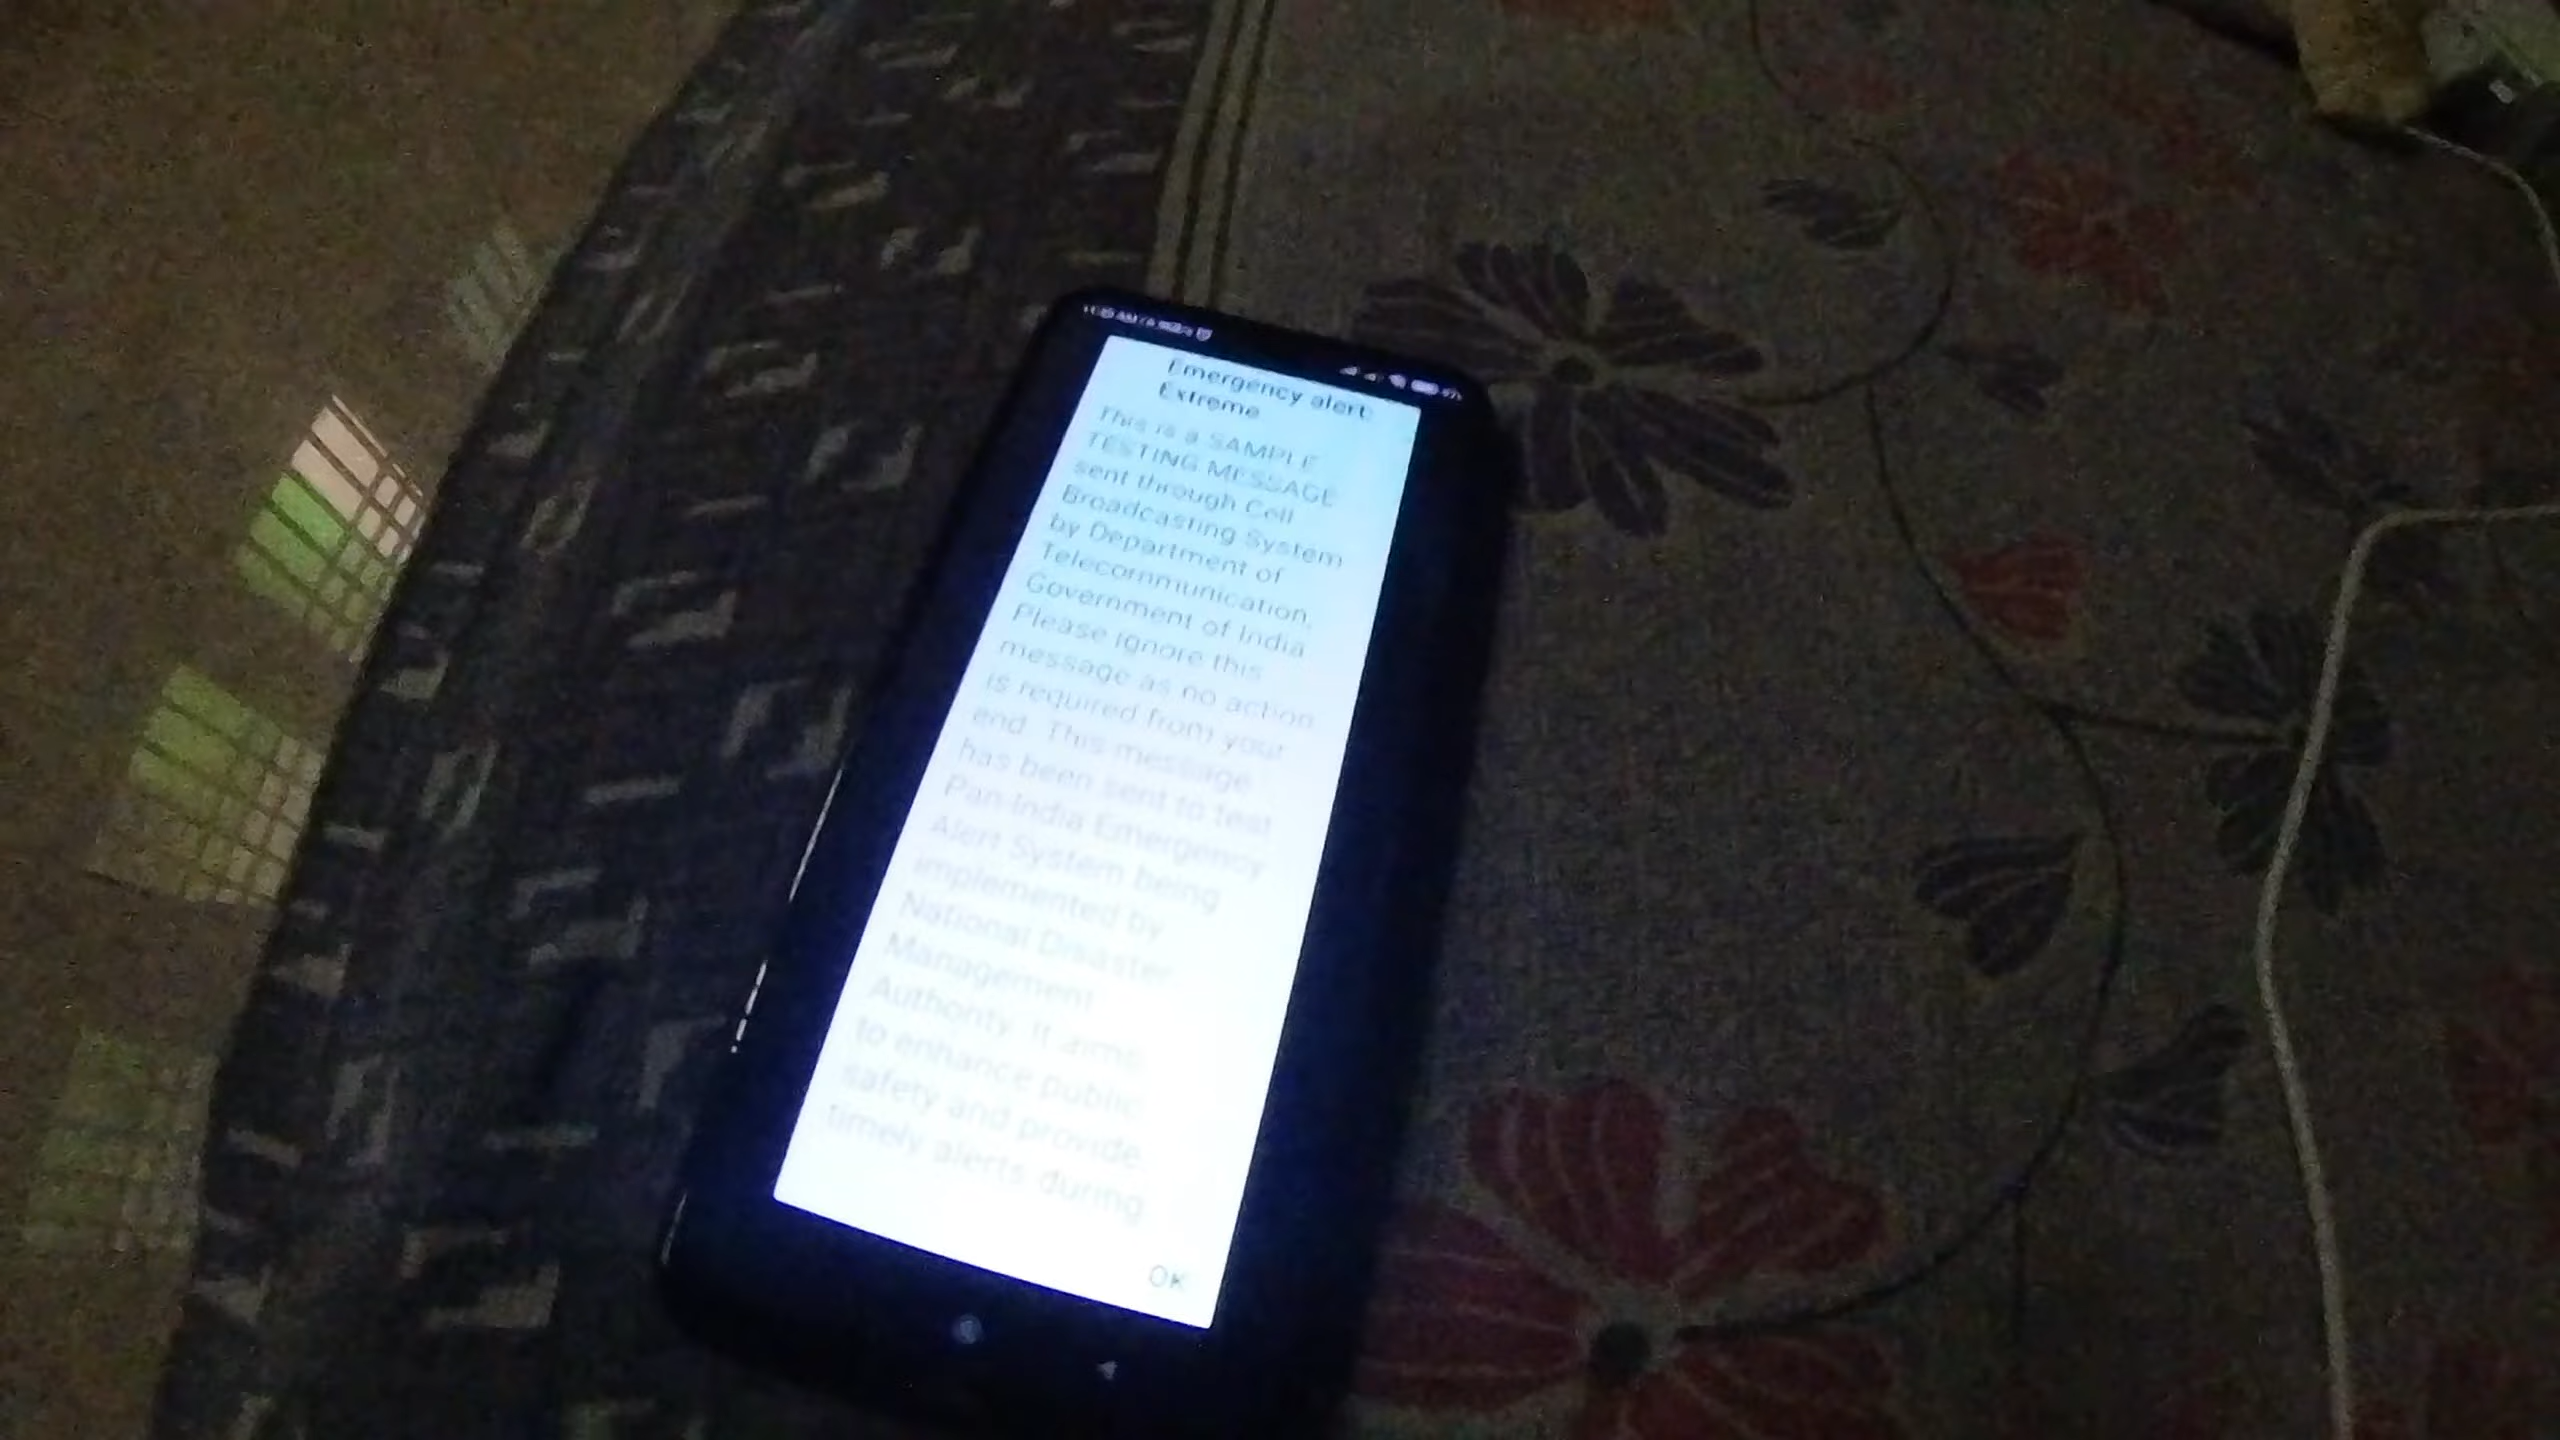 Emergency alert:
Extreme
This is a SAMPLE
TESTING MESSAGE
sent through Cell
Broadcasting System
by Department of
Telecommunication,
Government of India
Please ignore this
message as no action
is required from your
end. This message
has been sent to test
Pan-India Emergency
Alert System being
implemented by
National Disaster
Management
Authority. It aims
to enhance public
safety and provide
timely alerts during
OK